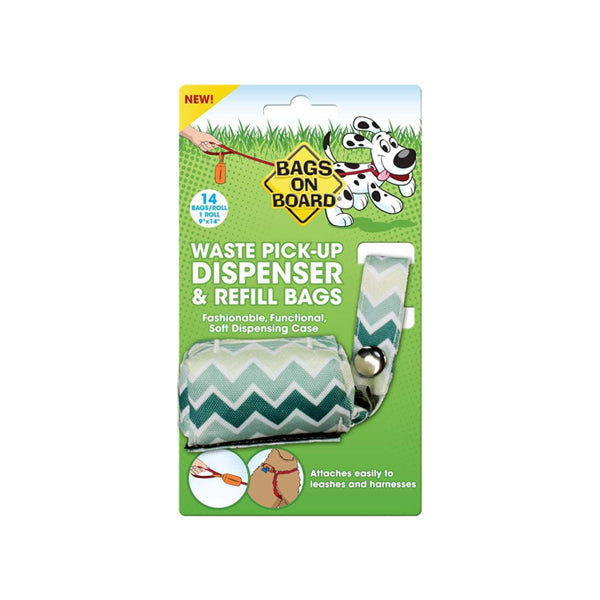 NEW!
BAGS
ON
BOARD
14
BAGS/ROLL
1 ROLL
9"x14"
WASTE PICK-UP
DISPENSER
& REFILL BAGS
Fashionable, Functional,
Soft Dispensing Case
Attaches easily to
leashes and harnesses